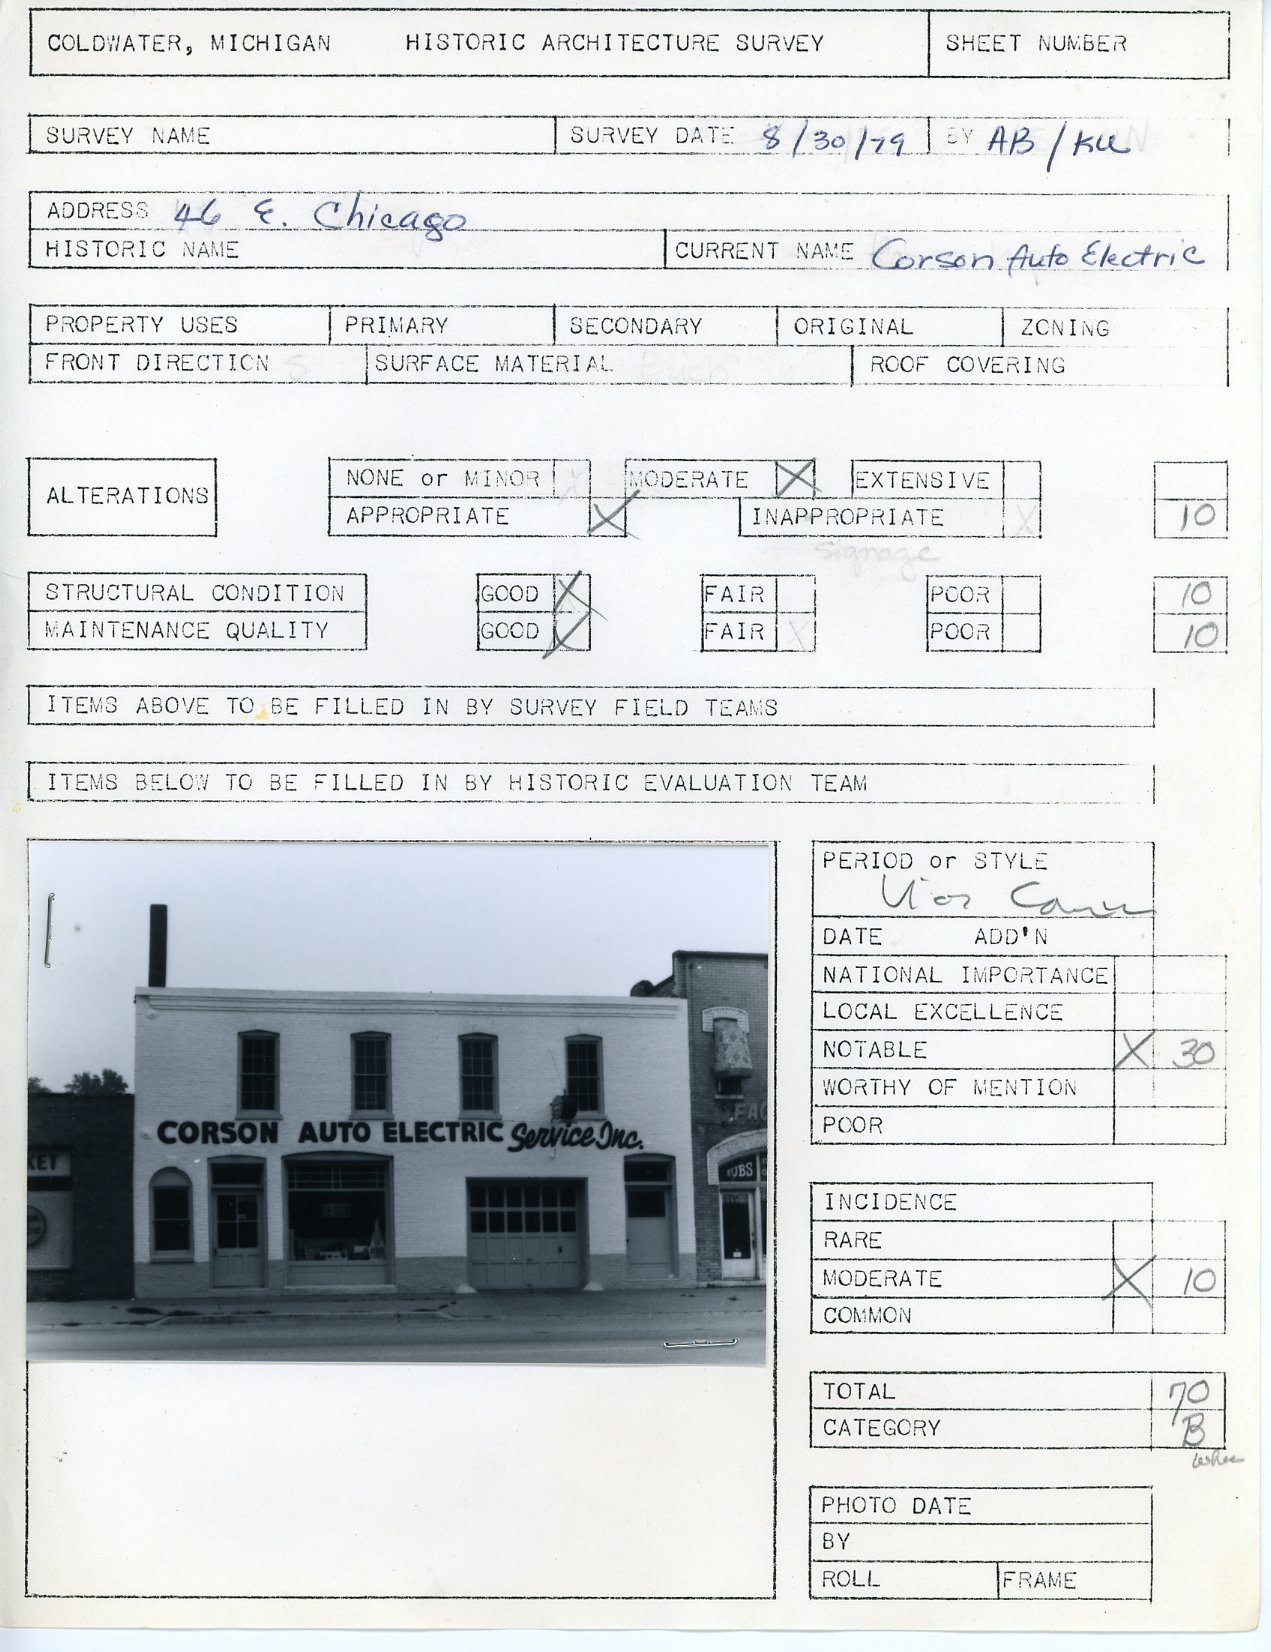 COLDWATER, MICHIGAN HISTORIC ARCHITECTURE SURVEY SHEET NUMBER
SURVEY NAME SURVEY DATE 8/30/79 BY AB/KU
ADDRESS 46 E. Chicago
HISTORIC NAME CURRENT NAME Corson Auto Electric
PROPERTY USES PRIMARY SECONDARY ORIGINAL ZONING
FRONT DIRECTION S SURFACE MATERIAL Brick ROOF COVERING
ALTERATIONS
NONE or MINOR X MODERATE X EXTENSIVE
APPROPRIATE X INAPPROPRIATE X 10
signage
STRUCTURAL CONDITION GOOD X FAIR POOR 10
MAINTENANCE QUALITY GOOD X FAIR X POOR 10
ITEMS ABOVE TO BE FILLED IN BY SURVEY FIELD TEAMS
ITEMS BELOW TO BE FILLED IN BY HISTORIC EVALUATION TEAM
KET
CORSON AUTO ELECTRIC Service Inc.
SUBS
PERIOD or STYLE
DATE ADD'N
NATIONAL IMPORTANCE
LOCAL EXCELLENCE
NOTABLE X 30
WORTHY OF MENTION
POOR
INCIDENCE
RARE
MODERATE X 10
COMMON
TOTAL 70
CATEGORY B
PHOTO DATE
BY
ROLL FRAME